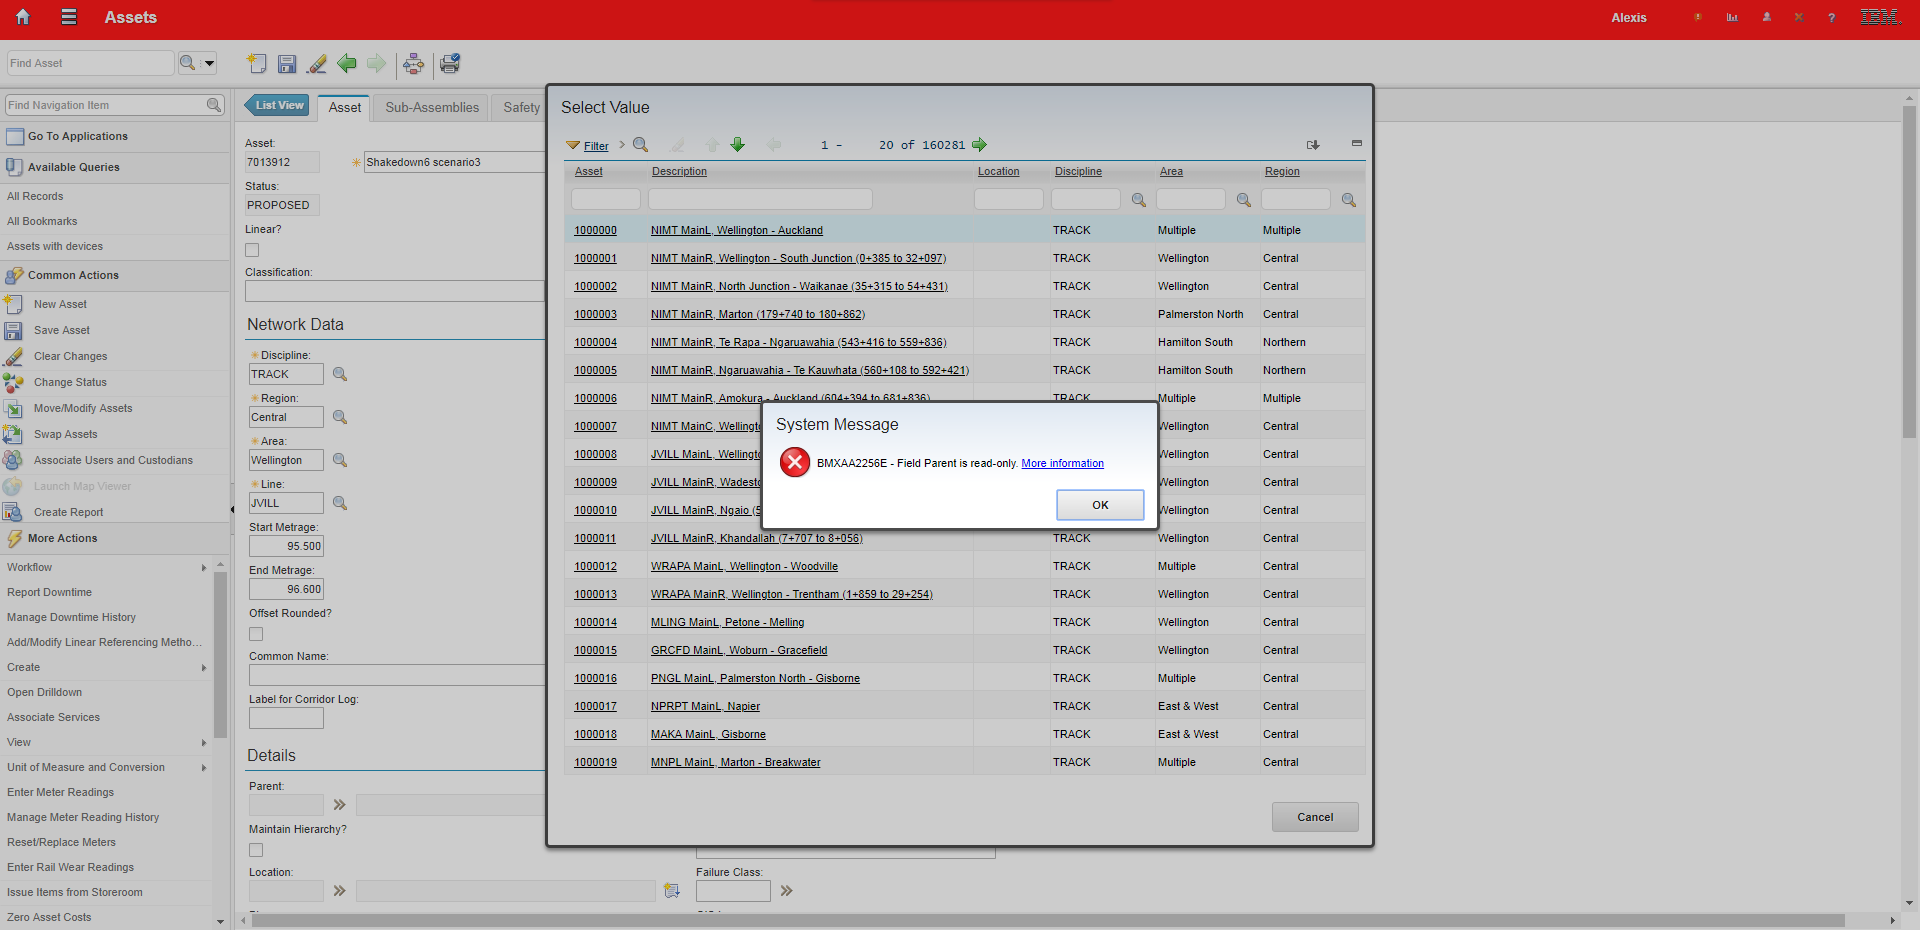 Assets
Alexis
IBM.
Find Asset
Find Navigation Item
Go To Applications
Available Queries
All Records
All Bookmarks
Assets with devices
Common Actions
New Asset
Save Asset
Clear Changes
Change Status
Move/Modify Assets
Swap Assets
Associate Users and Custodians
Launch Map Viewer
Create Report
More Actions
Workflow
Report Downtime
Manage Downtime History
Add/Modify Linear Referencing Metho...
Create
Open Drilldown
Associate Services
View
Unit of Measure and Conversion
Enter Meter Readings
Manage Meter Reading History
Reset/Replace Meters
Enter Rail Wear Readings
Issue Items from Storeroom
Zero Asset Costs
List View Asset Sub-Assemblies Safety
Asset:
7013912 Shakedown6 scenario3
Status:
PROPOSED
Linear?
Classification:
Network Data
Discipline:
TRACK
Region:
Central
Area:
Wellington
Line:
JVILL
Start Metrage:
95.500
End Metrage:
96.600
Offset Rounded?
Common Name:
Label for Corridor Log:
Details
Parent:
Maintain Hierarchy?
Location:
Failure Class:
Select Value
Filter 1 - 20 of 160281
Asset Description Location Discipline Area Region
1000000 NIMT MainL, Wellington - Auckland TRACK Multiple Multiple
1000001 NIMT MainR, Wellington - South Junction (0+385 to 32+097) TRACK Wellington Central
1000002 NIMT MainR, North Junction - Waikanae (35+315 to 54+431) TRACK Wellington Central
1000003 NIMT MainR, Marton (179+740 to 180+862) TRACK Palmerston North Central
1000004 NIMT MainR, Te Rapa - Ngaruawahia (543+416 to 559+836) TRACK Hamilton South Northern
1000005 NIMT MainR, Ngaruawahia - Te Kauwhata (560+108 to 592+421) TRACK Hamilton South Northern
1000006 NIMT MainR, Amokura - Auckland (604+394 to 681+836) TRACK Multiple Multiple
1000007 NIMT MainC, Wellingto Wellington Central
1000008 JVILL MainL, Wellingto Wellington Central
1000009 JVILL MainR, Wadesto Wellington Central
1000010 JVILL MainR, Ngaio (5 Wellington Central
1000011 JVILL MainR, Khandallah (7+707 to 8+056) TRACK Wellington Central
1000012 WRAPA MainL, Wellington - Woodville TRACK Multiple Central
1000013 WRAPA MainR, Wellington - Trentham (1+859 to 29+254) TRACK Wellington Central
1000014 MLING MainL, Petone - Melling TRACK Wellington Central
1000015 GRCFD MainL, Woburn - Gracefield TRACK Wellington Central
1000016 PNGL MainL, Palmerston North - Gisborne TRACK Multiple Central
1000017 NPRPT MainL, Napier TRACK East & West Central
1000018 MAKA MainL, Gisborne TRACK East & West Central
1000019 MNPL MainL, Marton - Breakwater TRACK Multiple Central
Cancel
System Message
BMXAA2256E - Field Parent is read-only. More information
OK